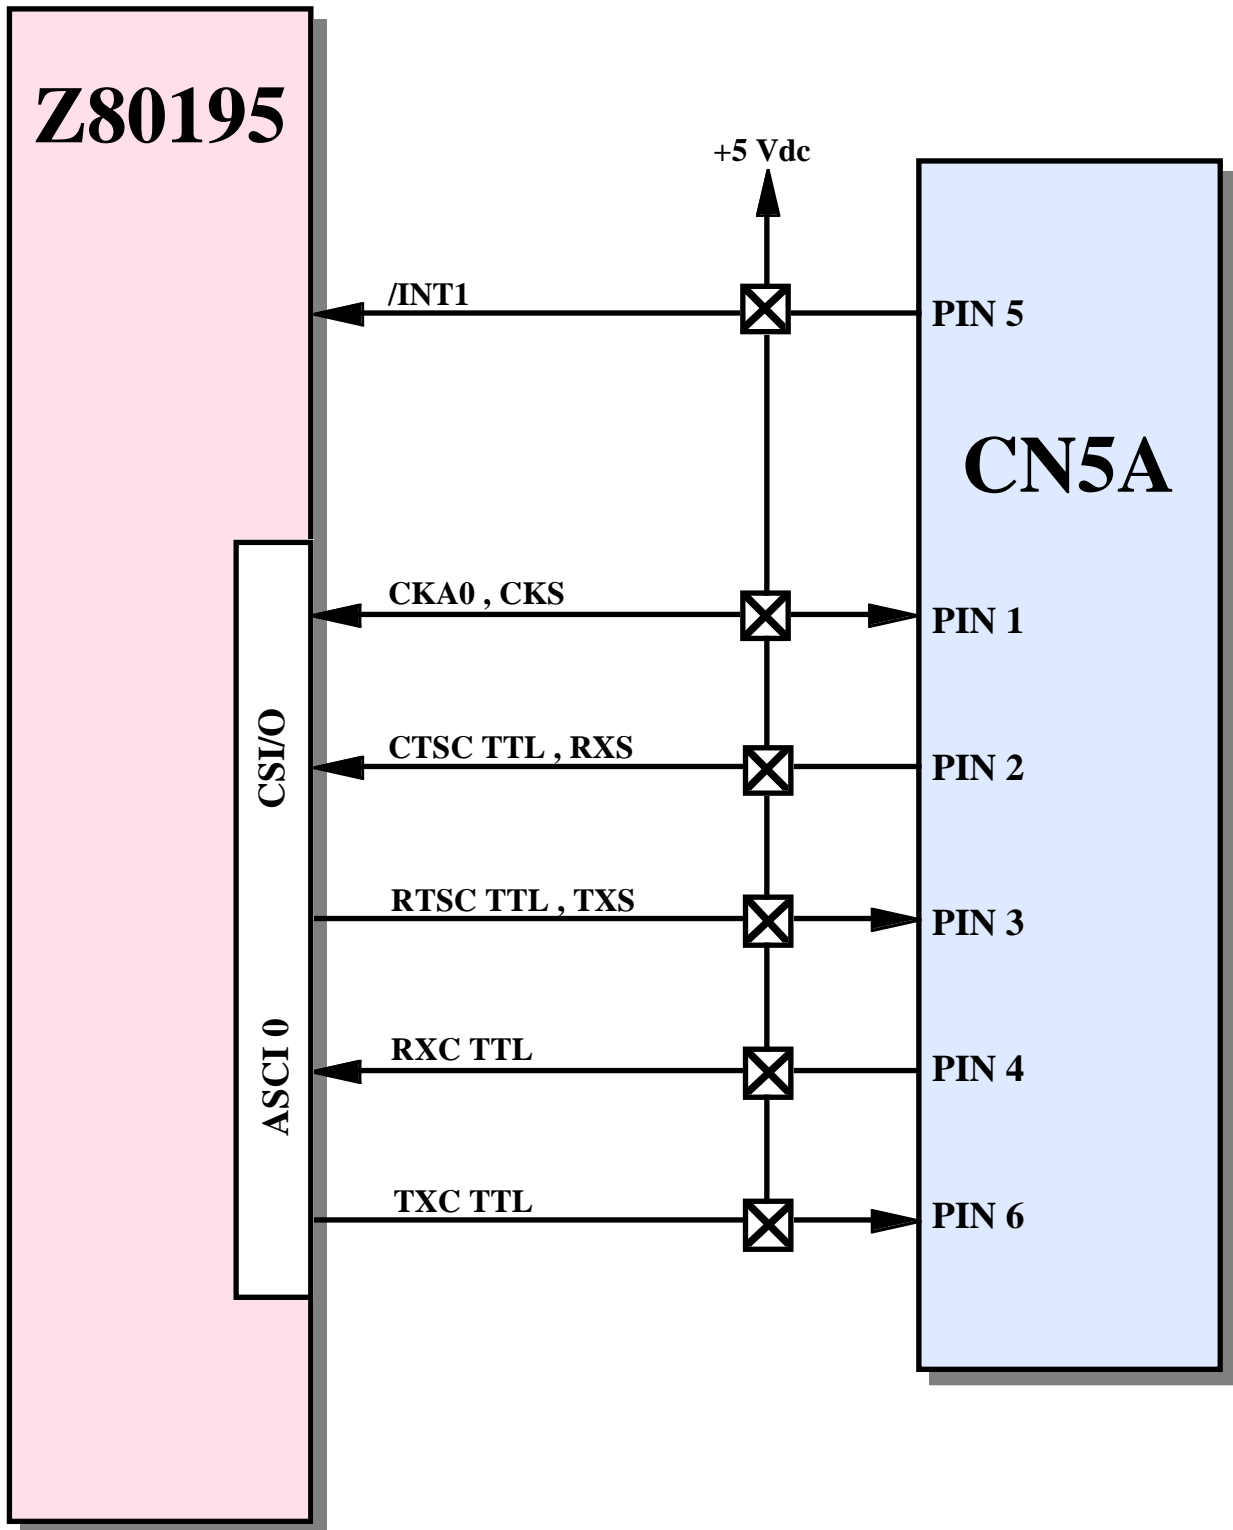 Z80195
+5 Vdc
/INT1
PIN 5
CN5A
CKA0 , CKS
PIN 1
CSI/O
CTSC TTL , RXS
PIN 2
RTSC TTL , TXS
PIN 3
ASCI 0
RXC TTL
PIN 4
TXC TTL
PIN 6